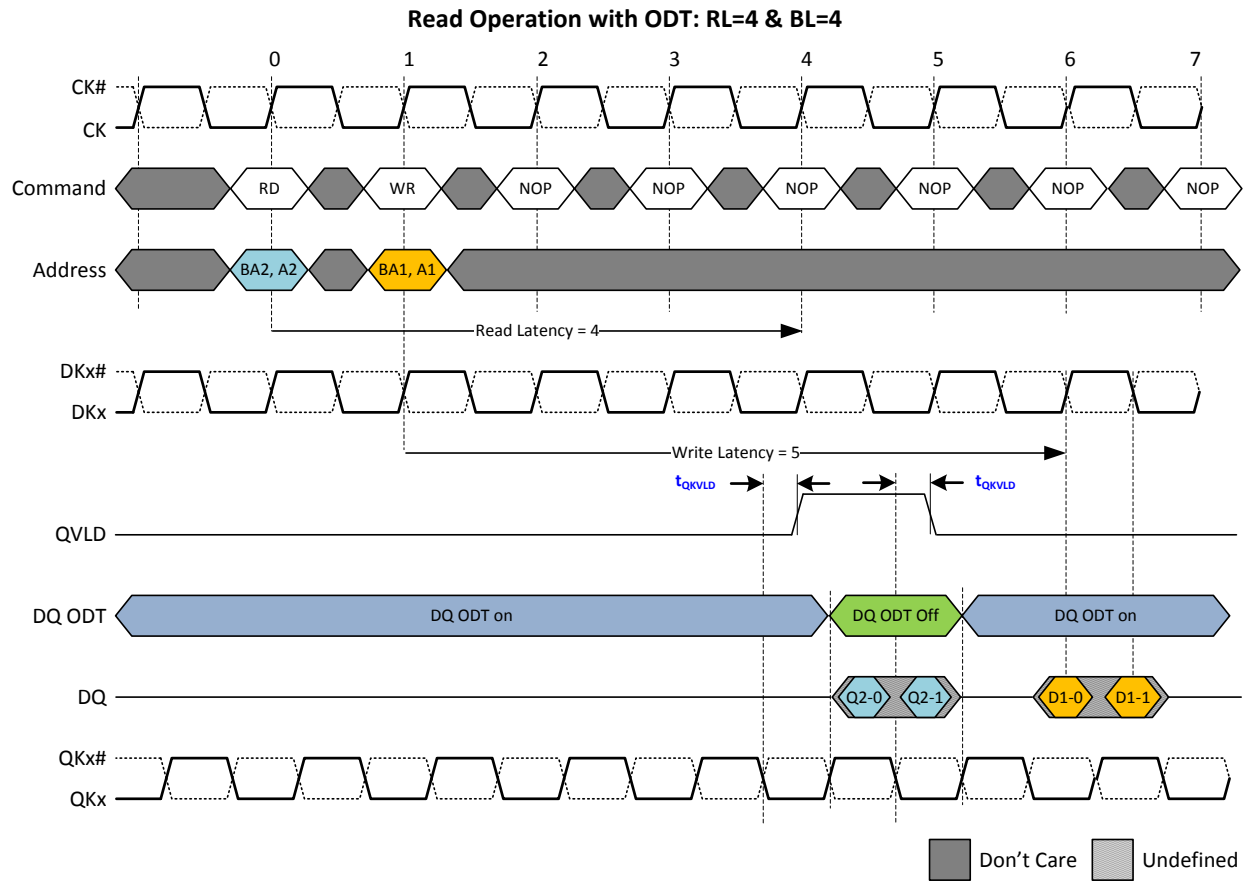 Read Operation with ODT: RL=4 & BL=4
0 1 2 3 4 5 6 7
CK#
CK
Command RD WR NOP NOP NOP NOP NOP NOP
Address BA2, A2 BA1, A1
Read Latency = 4
DKx#
DKx
Write Latency = 5
tQKVLD tQKVLD
QVLD
DQ ODT DQ ODT on DQ ODT Off DQ ODT on
DQ Q2-0 Q2-1 D1-0 D1-1
QKx#
QKx
Don't Care Undefined